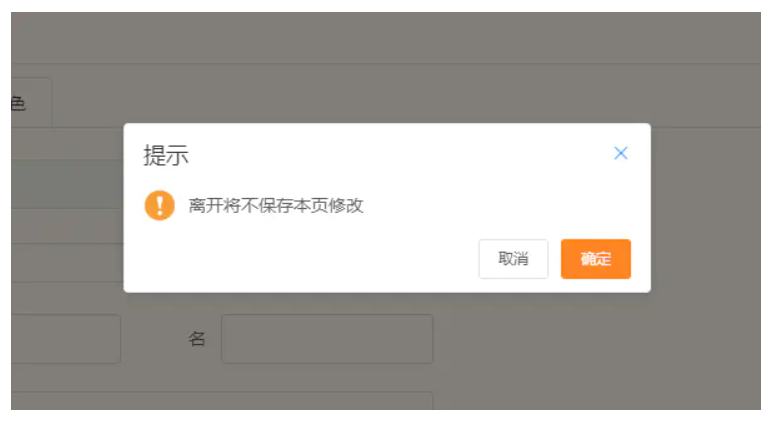 色
提示
离开将不保存本页修改
取消 确定
名